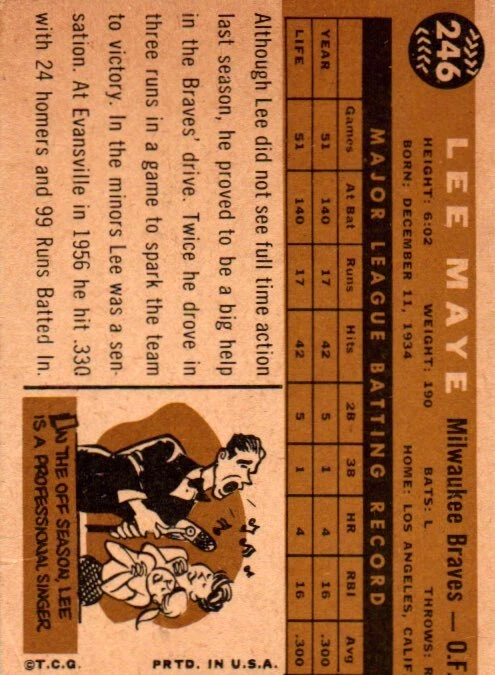 246
LEE MAYE Milwaukee Braves — O.F.
HEIGHT: 6:02 WEIGHT: 190 BATS: L THROWS: R
BORN: DECEMBER 11, 1934 HOME: LOS ANGELES, CALIF
MAJOR LEAGUE BATTING RECORD
Games At Bat Runs Hits 2B 3B HR RBI Avg
YEAR 51 140 17 42 5 1 4 16 .300
LIFE 51 140 17 42 5 1 4 16 .300
Although Lee did not see full time action
last season, he proved to be a big help
in the Braves' drive. Twice he drove in
three runs in a game to spark the team
to victory. In the minors Lee was a sen-
sation. At Evansville in 1956 he hit .330
with 24 homers and 99 Runs Batted In.
IN THE OFF SEASON, LEE
IS A PROFESSIONAL SINGER.
©T.C.G. PRTD. IN U.S.A.